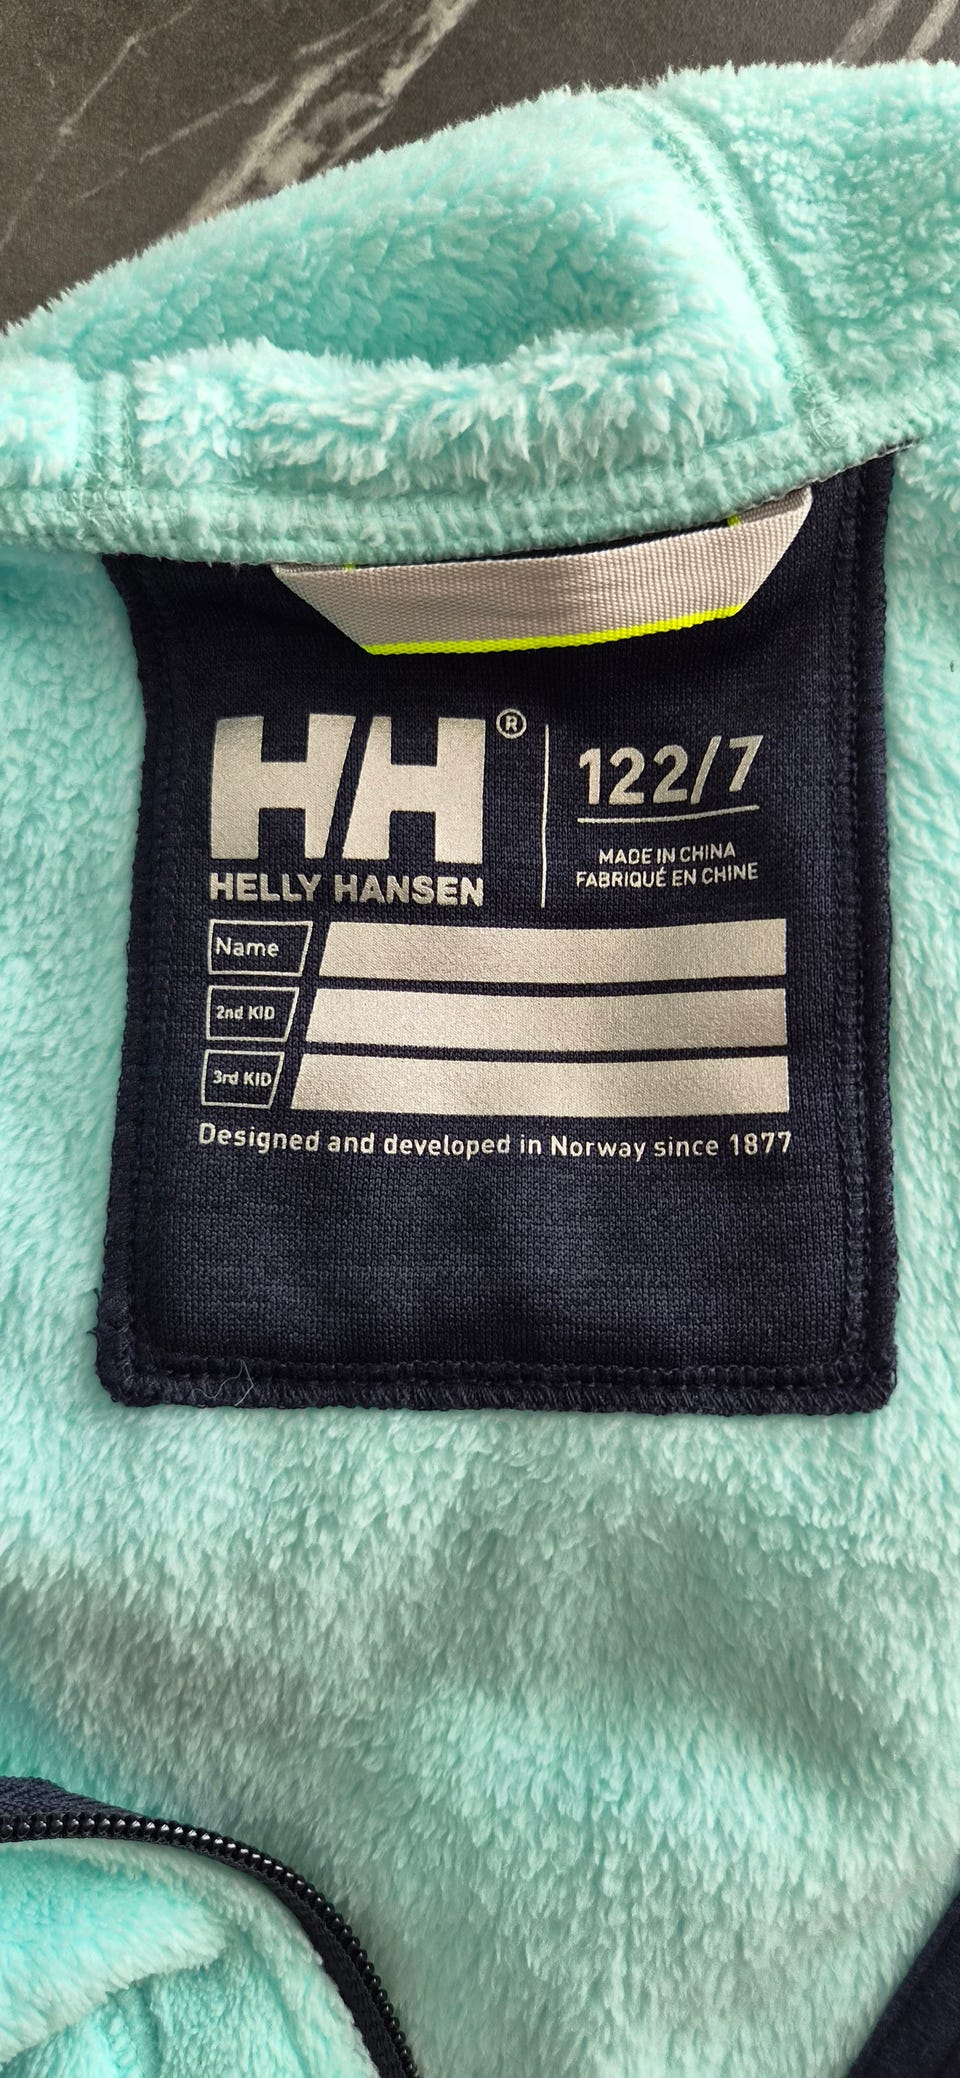 HH®
HELLY HANSEN
122/7
MADE IN CHINA
FABRIQUÉ EN CHINE
Name
2nd KID
3rd KID
Designed and developed in Norway since 1877